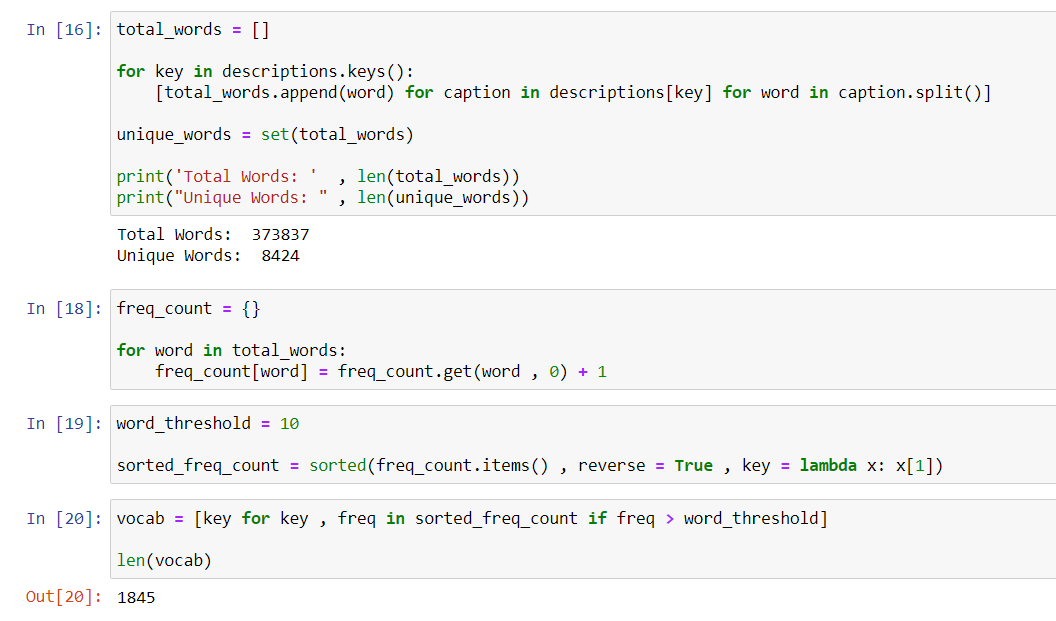 In [16]: total_words = []
for key in descriptions.keys():
    [total_words.append(word) for caption in descriptions[key] for word in caption.split()]
unique_words = set(total_words)
print('Total Words: '  , len(total_words))
print("Unique Words: " , len(unique_words))
Total Words:  373837
Unique Words:  8424
In [18]: freq_count = {}
for word in total_words:
    freq_count[word] = freq_count.get(word , 0) + 1
In [19]: word_threshold = 10
sorted_freq_count = sorted(freq_count.items() , reverse = True , key = lambda x: x[1])
In [20]: vocab = [key for key , freq in sorted_freq_count if freq > word_threshold]
len(vocab)
Out[20]: 1845